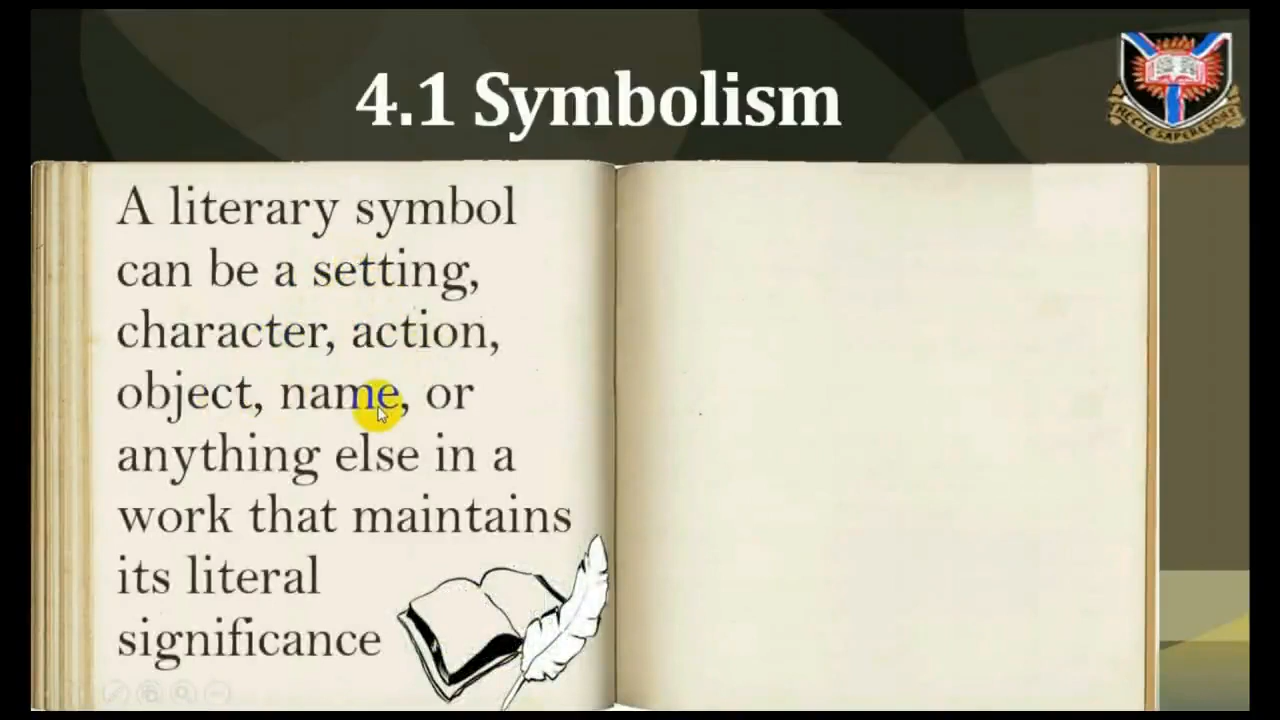 4.1 Symbolism
A literary symbol
can be a setting,
character, action,
object, name, or
anything else in a
work that maintains
its literal
significance